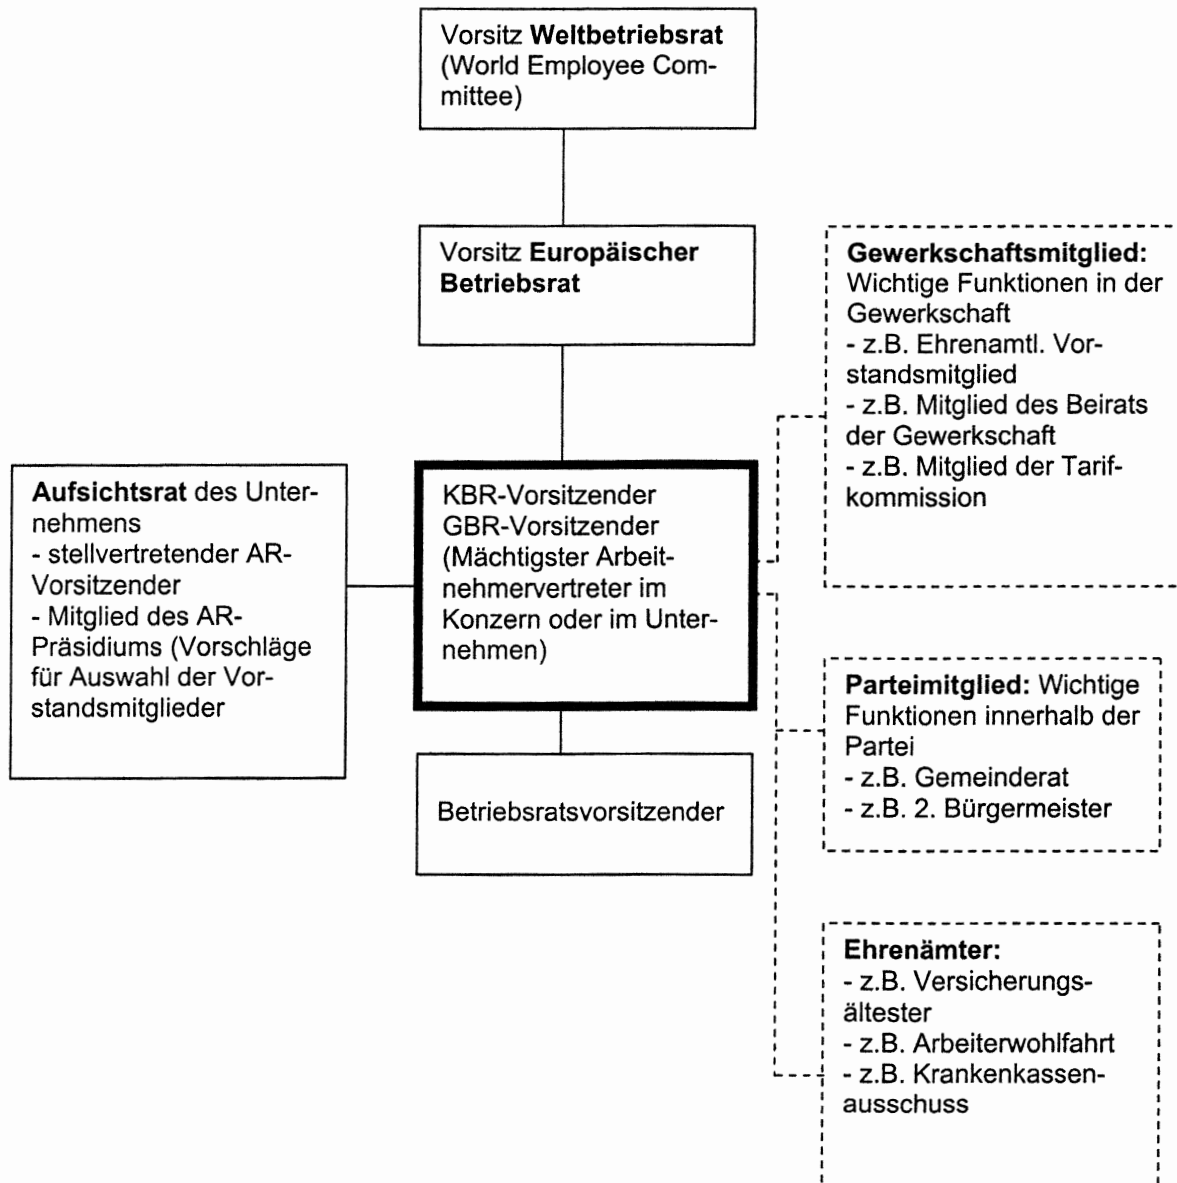 Vorsitz Weltbetriebsrat
(World Employee Com-
mittee)
Vorsitz Europäischer
Betriebsrat
Gewerkschaftsmitglied:
Wichtige Funktionen in der
Gewerkschaft
- z.B. Ehrenamtl. Vor-
standsmitglied
- z.B. Mitglied des Beirats
der Gewerkschaft
- z.B. Mitglied der Tarif-
kommission
Aufsichtsrat des Unter-
nehmens
- stellvertretender AR-
Vorsitzender
- Mitglied des AR-
Präsidiums (Vorschläge
für Auswahl der Vor-
standsmitglieder
KBR-Vorsitzender
GBR-Vorsitzender
(Mächtigster Arbeit-
nehmervertreter im
Konzern oder im Unter-
nehmen)
Parteimitglied: Wichtige
Funktionen innerhalb der
Partei
- z.B. Gemeinderat
- z.B. 2. Bürgermeister
Betriebsratsvorsitzender
Ehrenämter:
- z.B. Versicherungs-
ältester
- z.B. Arbeiterwohlfahrt
- z.B. Krankenkassen-
ausschuss